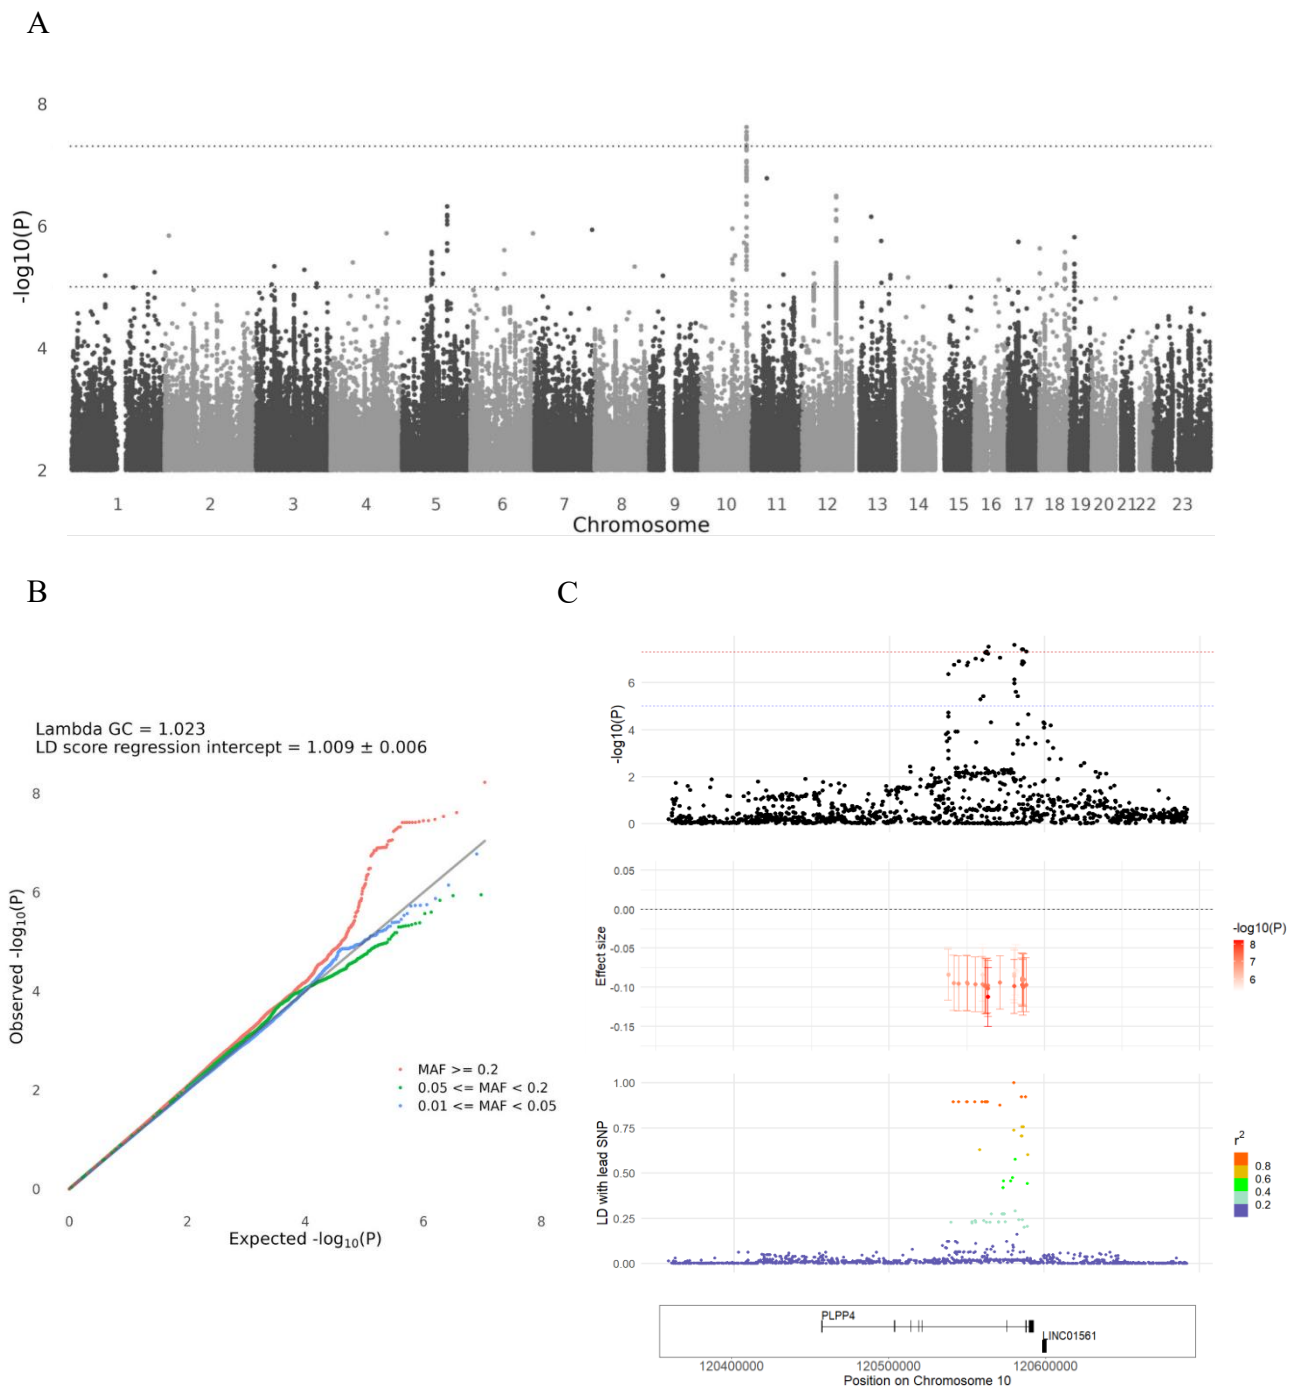 A
8
6
4
2
-log10(P)
1 2 3 4 5 6 7 8 9 10 11 12 13 14 15 16 17 18 19 20 21 22 23
Chromosome
B
C
Lambda GC = 1.023
LD score regression intercept = 1.009 ± 0.006
8
6
4
2
0
Observed -log10(P)
MAF >= 0.2
0.05 <= MAF < 0.2
0.01 <= MAF < 0.05
0 2 4 6 8
Expected -log10(P)
6
4
2
0
-log10(P)
0.05
0.00
-0.05
-0.10
-0.15
Effect size
-log10(P)
8
7
6
1.00
0.75
0.50
0.25
0.00
LD with lead SNP
r2
0.8
0.6
0.4
0.2
PLPP4
LINC01561
120400000 120500000 120600000
Position on Chromosome 10